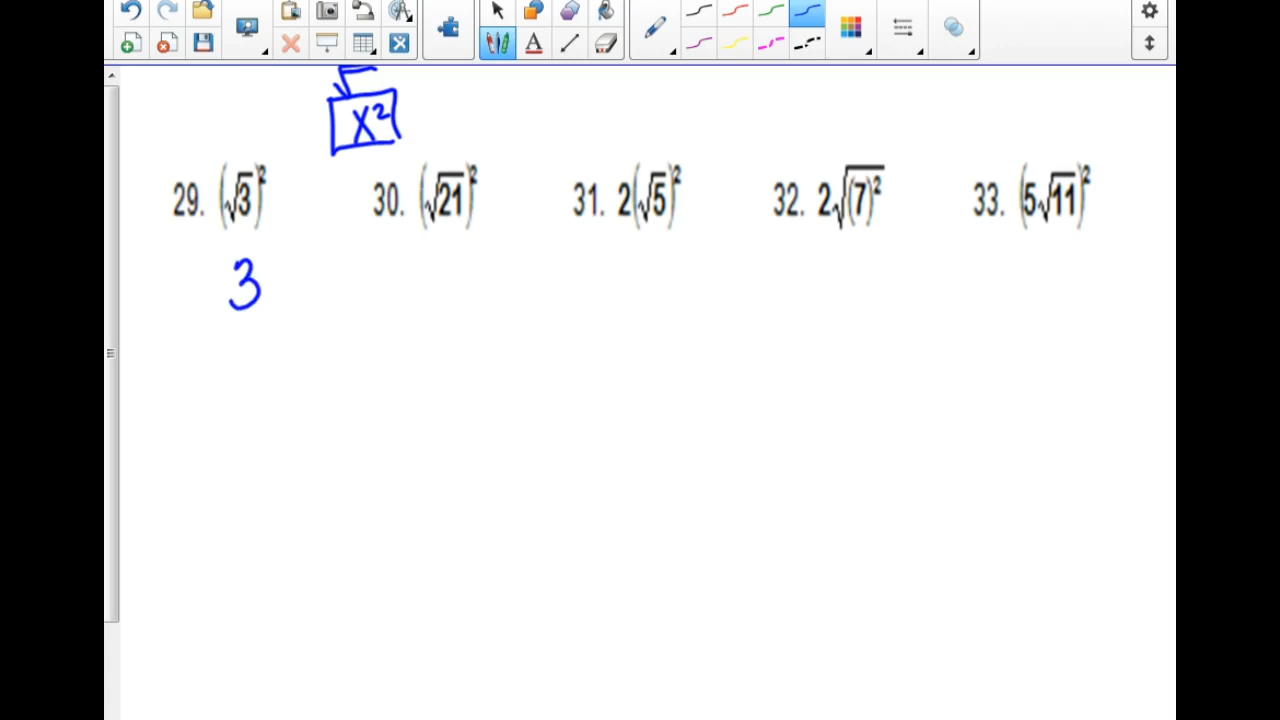 √
x²
29. (√3)² 30. (√21)² 31. 2(√5)² 32. 2√(7)² 33. (5√11)²
3